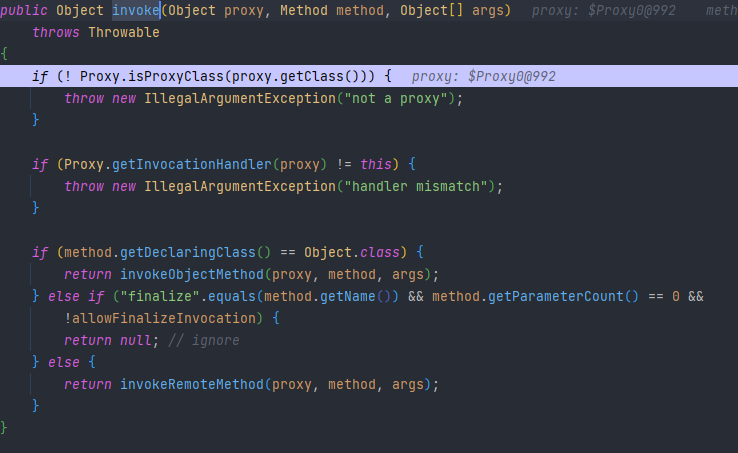 public Object invoke(Object proxy, Method method, Object[] args)  proxy: $Proxy0@992    meth
    throws Throwable
{
    if (! Proxy.isProxyClass(proxy.getClass())) {  proxy: $Proxy0@992
        throw new IllegalArgumentException("not a proxy");
    }
    if (Proxy.getInvocationHandler(proxy) != this) {
        throw new IllegalArgumentException("handler mismatch");
    }
    if (method.getDeclaringClass() == Object.class) {
        return invokeObjectMethod(proxy, method, args);
    } else if ("finalize".equals(method.getName()) && method.getParameterCount() == 0 &&
        !allowFinalizeInvocation) {
        return null; // ignore
    } else {
        return invokeRemoteMethod(proxy, method, args);
    }
}